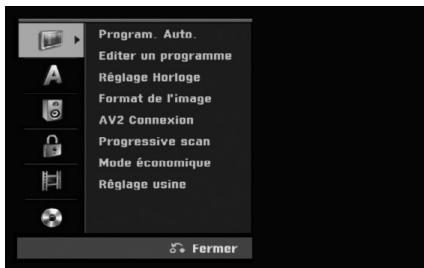 Program. Auto.
Editer un programme
Réglage Horloge
Format de l'image
AV2 Connexion
Progressive scan
Mode économique
Réglage usine
Fermer